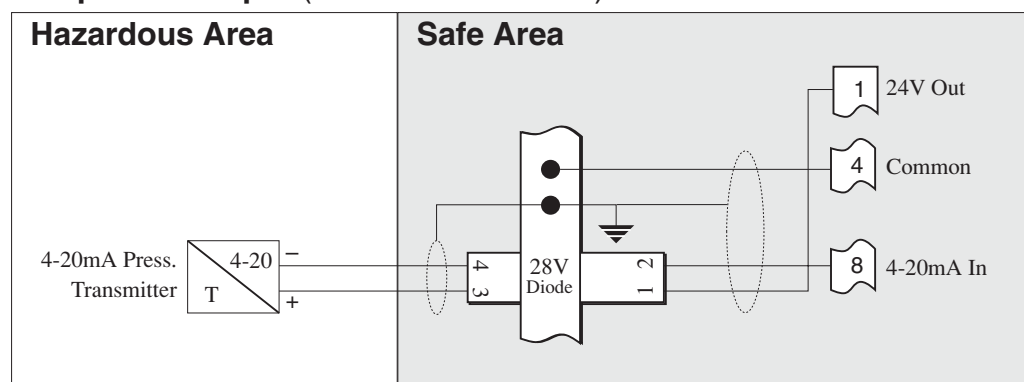 Hazardous Area
Safe Area
1
24V Out
4
Common
4-20mA Press.
Transmitter
4-20
T
−
+
4
3
28V
Diode
2
1
8
4-20mA In